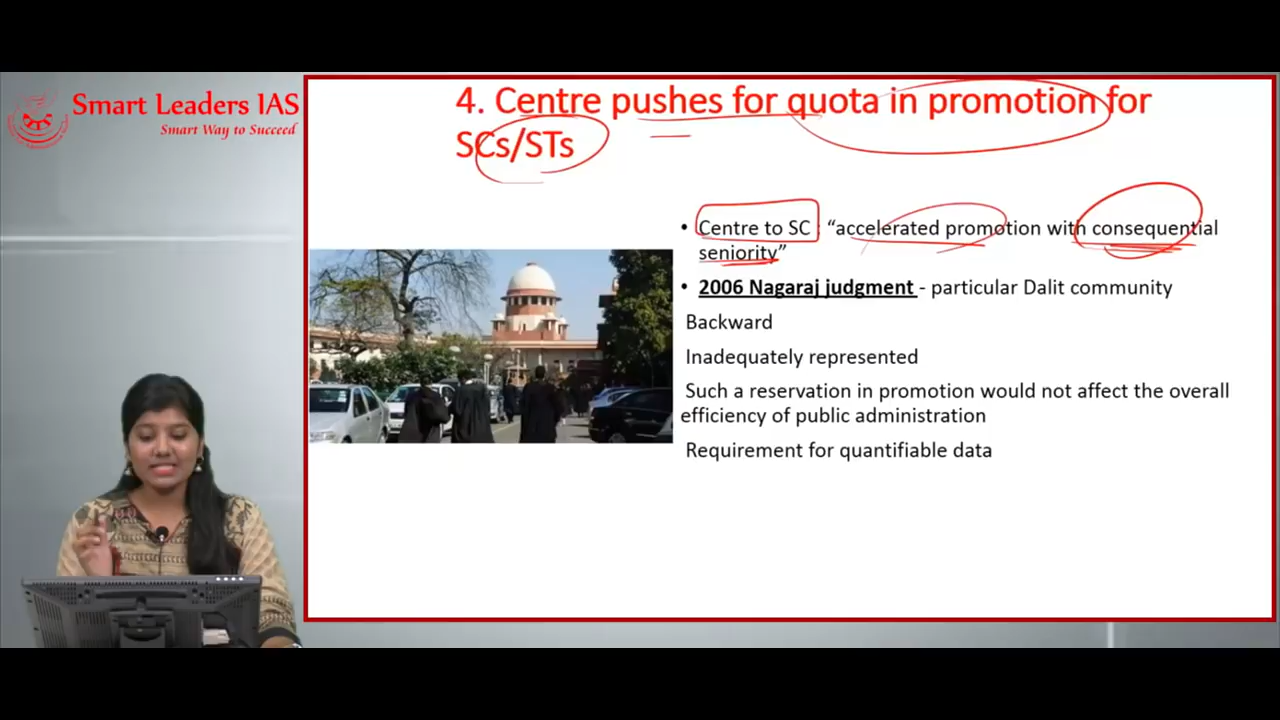 Smart Leaders IAS
Smart Way to Succeed
4. Centre pushes for quota in promotion for
SCs/STs
• Centre to SC : “accelerated promotion with consequential
seniority”
• 2006 Nagaraj judgment - particular Dalit community
Backward
Inadequately represented
Such a reservation in promotion would not affect the overall
efficiency of public administration
Requirement for quantifiable data